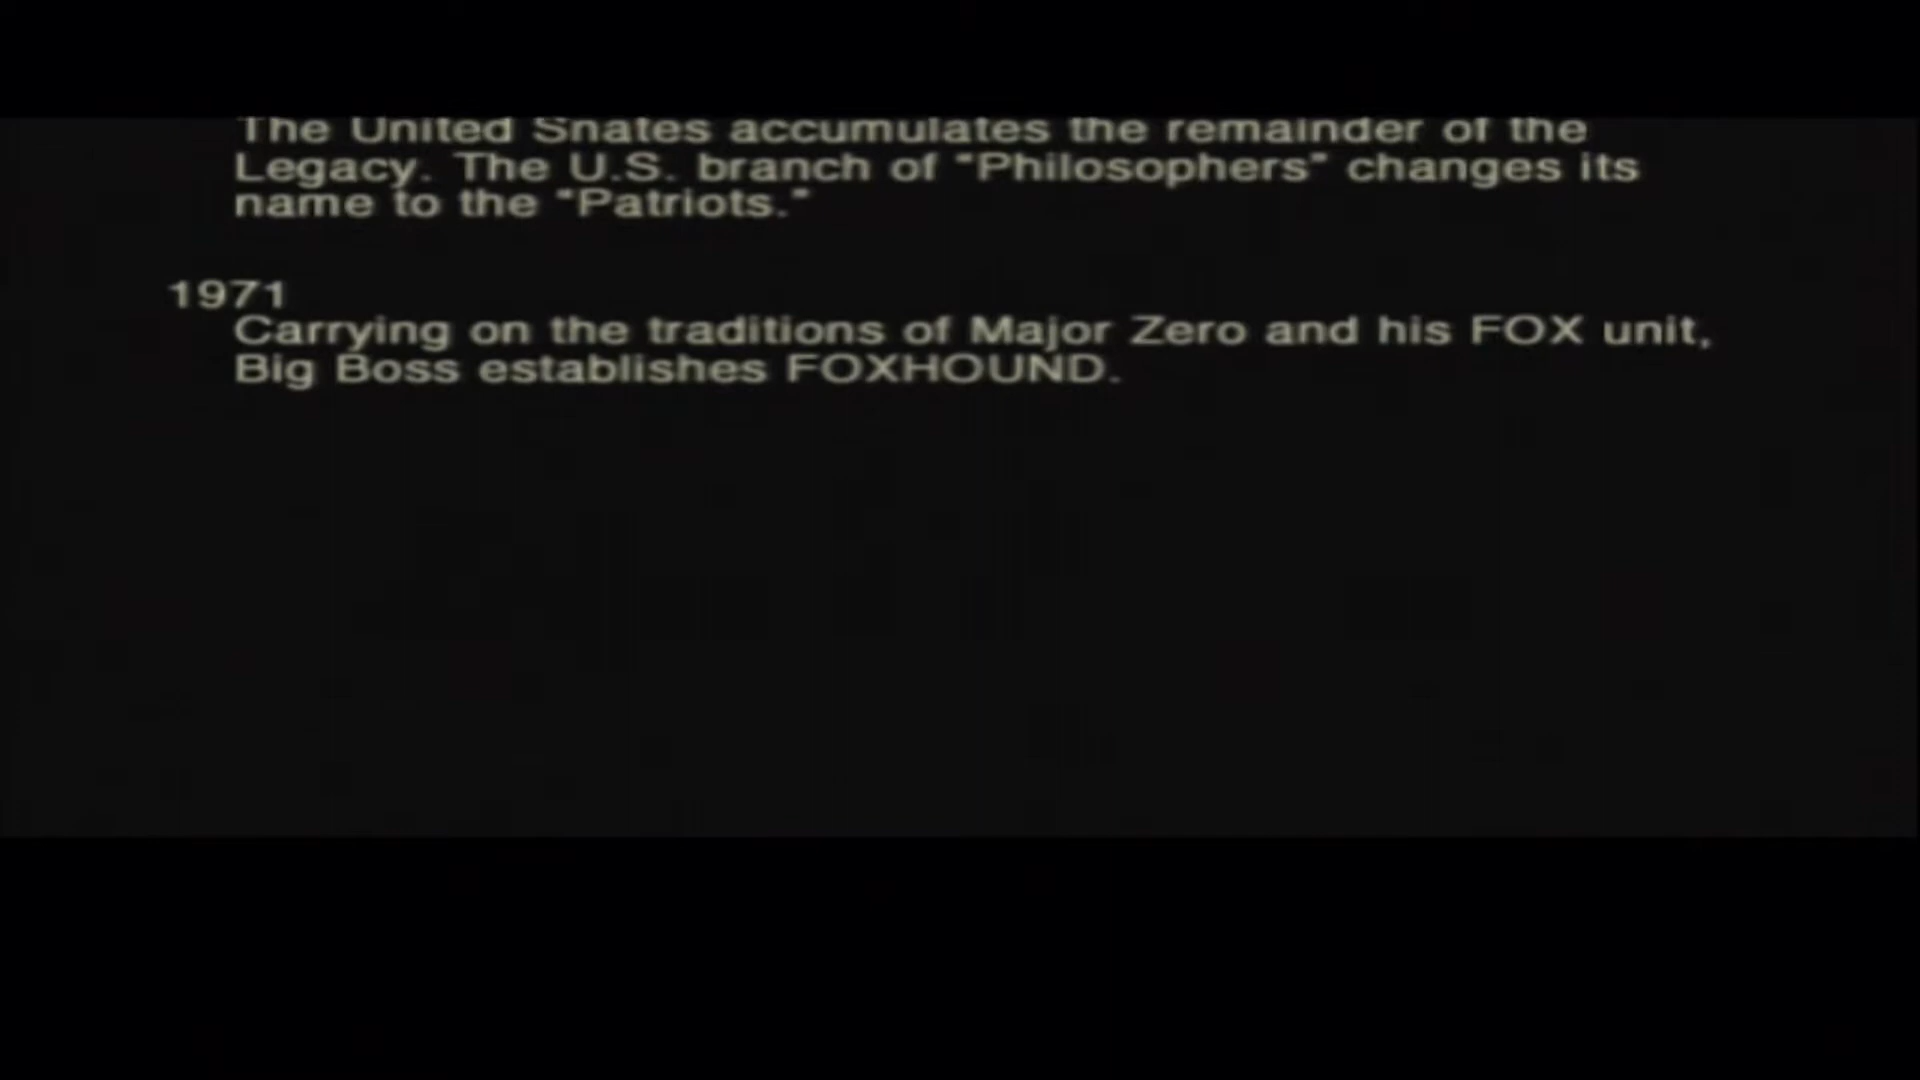 The United Snates accumulates the remainder of the
Legacy. The U.S. branch of "Philosophers" changes its
name to the "Patriots."
1971
Carrying on the traditions of Major Zero and his FOX unit,
Big Boss establishes FOXHOUND.